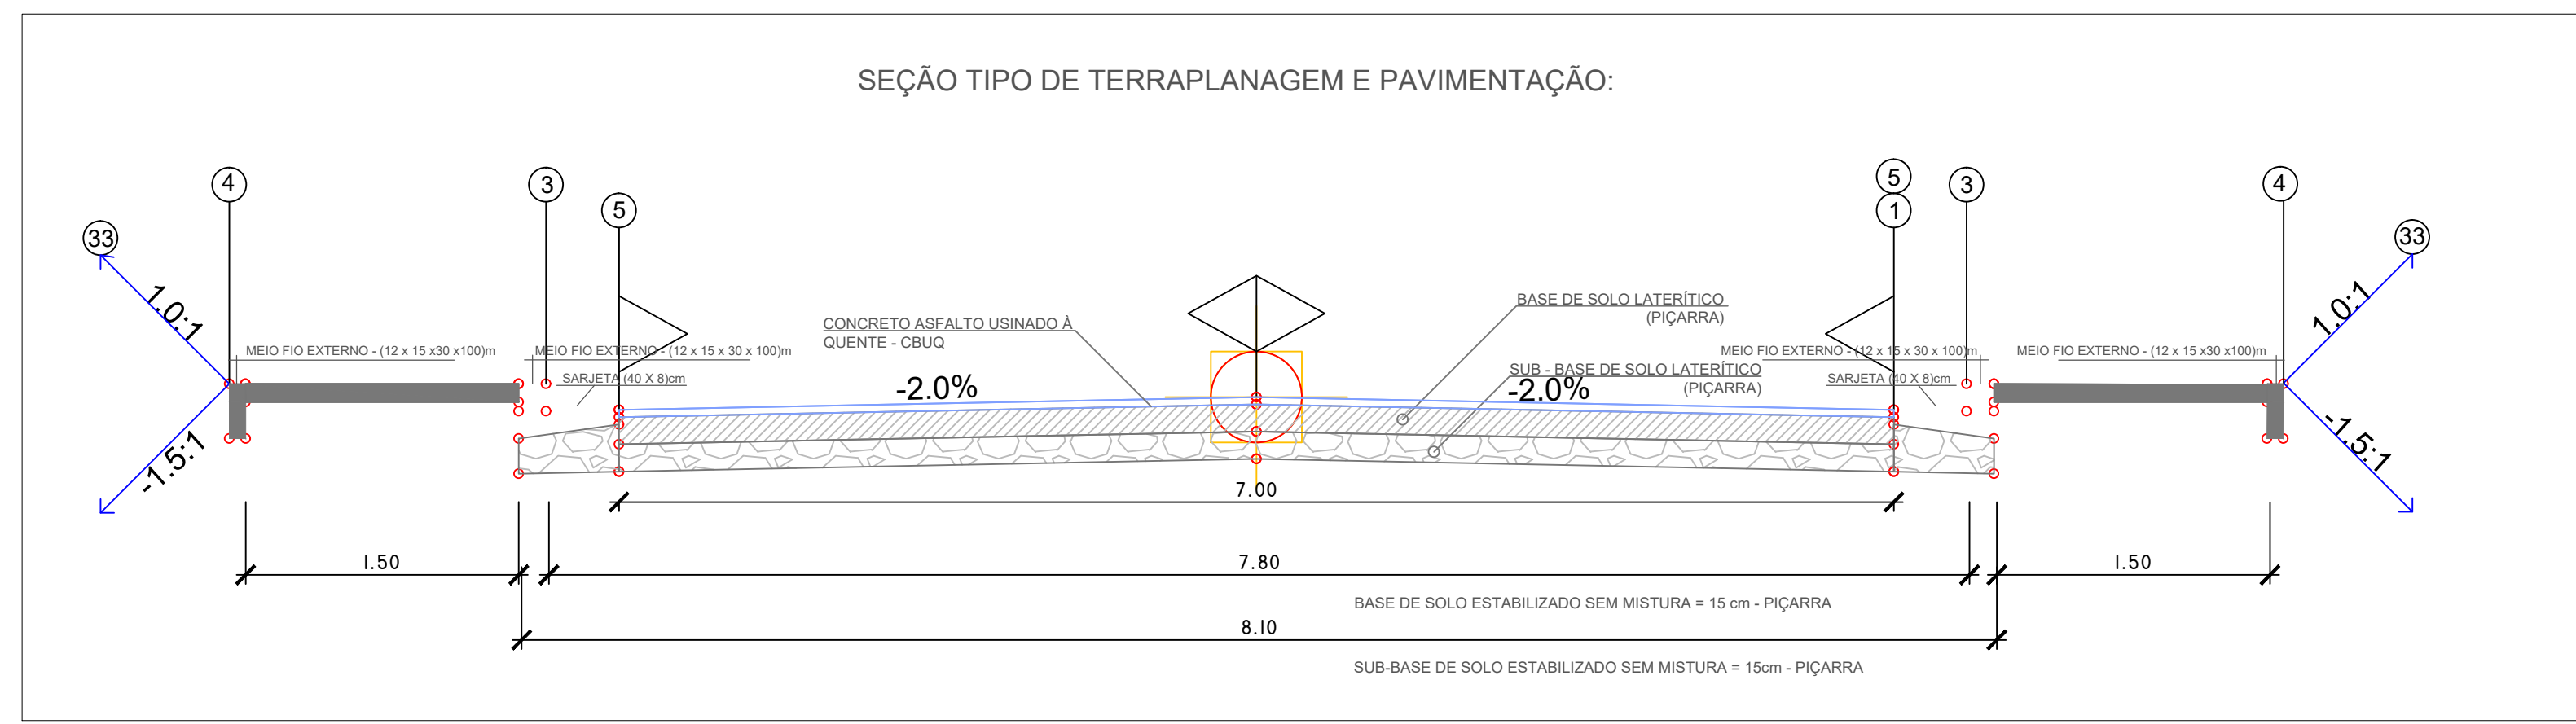 SEÇÃO TIPO DE TERRAPLANAGEM E PAVIMENTAÇÃO:
4
3
5
5
1
3
4
33
33
1.0:1
1.0:1
-1.5:1
-1.5:1
MEIO FIO EXTERNO - (12 x 15 x30 x100)m
MEIO FIO EXTERNO - (12 x 15 x 30 x 100)m
SARJETA (40 X 8)cm
CONCRETO ASFALTO USINADO À
QUENTE - CBUQ
-2.0%
BASE DE SOLO LATERÍTICO
(PIÇARRA)
SUB - BASE DE SOLO LATERÍTICO
(PIÇARRA)
-2.0%
MEIO FIO EXTERNO - (12 x 15 x 30 x 100)m
SARJETA (40 X 8)cm
MEIO FIO EXTERNO - (12 x 15 x30 x100)m
7.00
1.50
7.80
1.50
BASE DE SOLO ESTABILIZADO SEM MISTURA = 15 cm - PIÇARRA
8.10
SUB-BASE DE SOLO ESTABILIZADO SEM MISTURA = 15cm - PIÇARRA